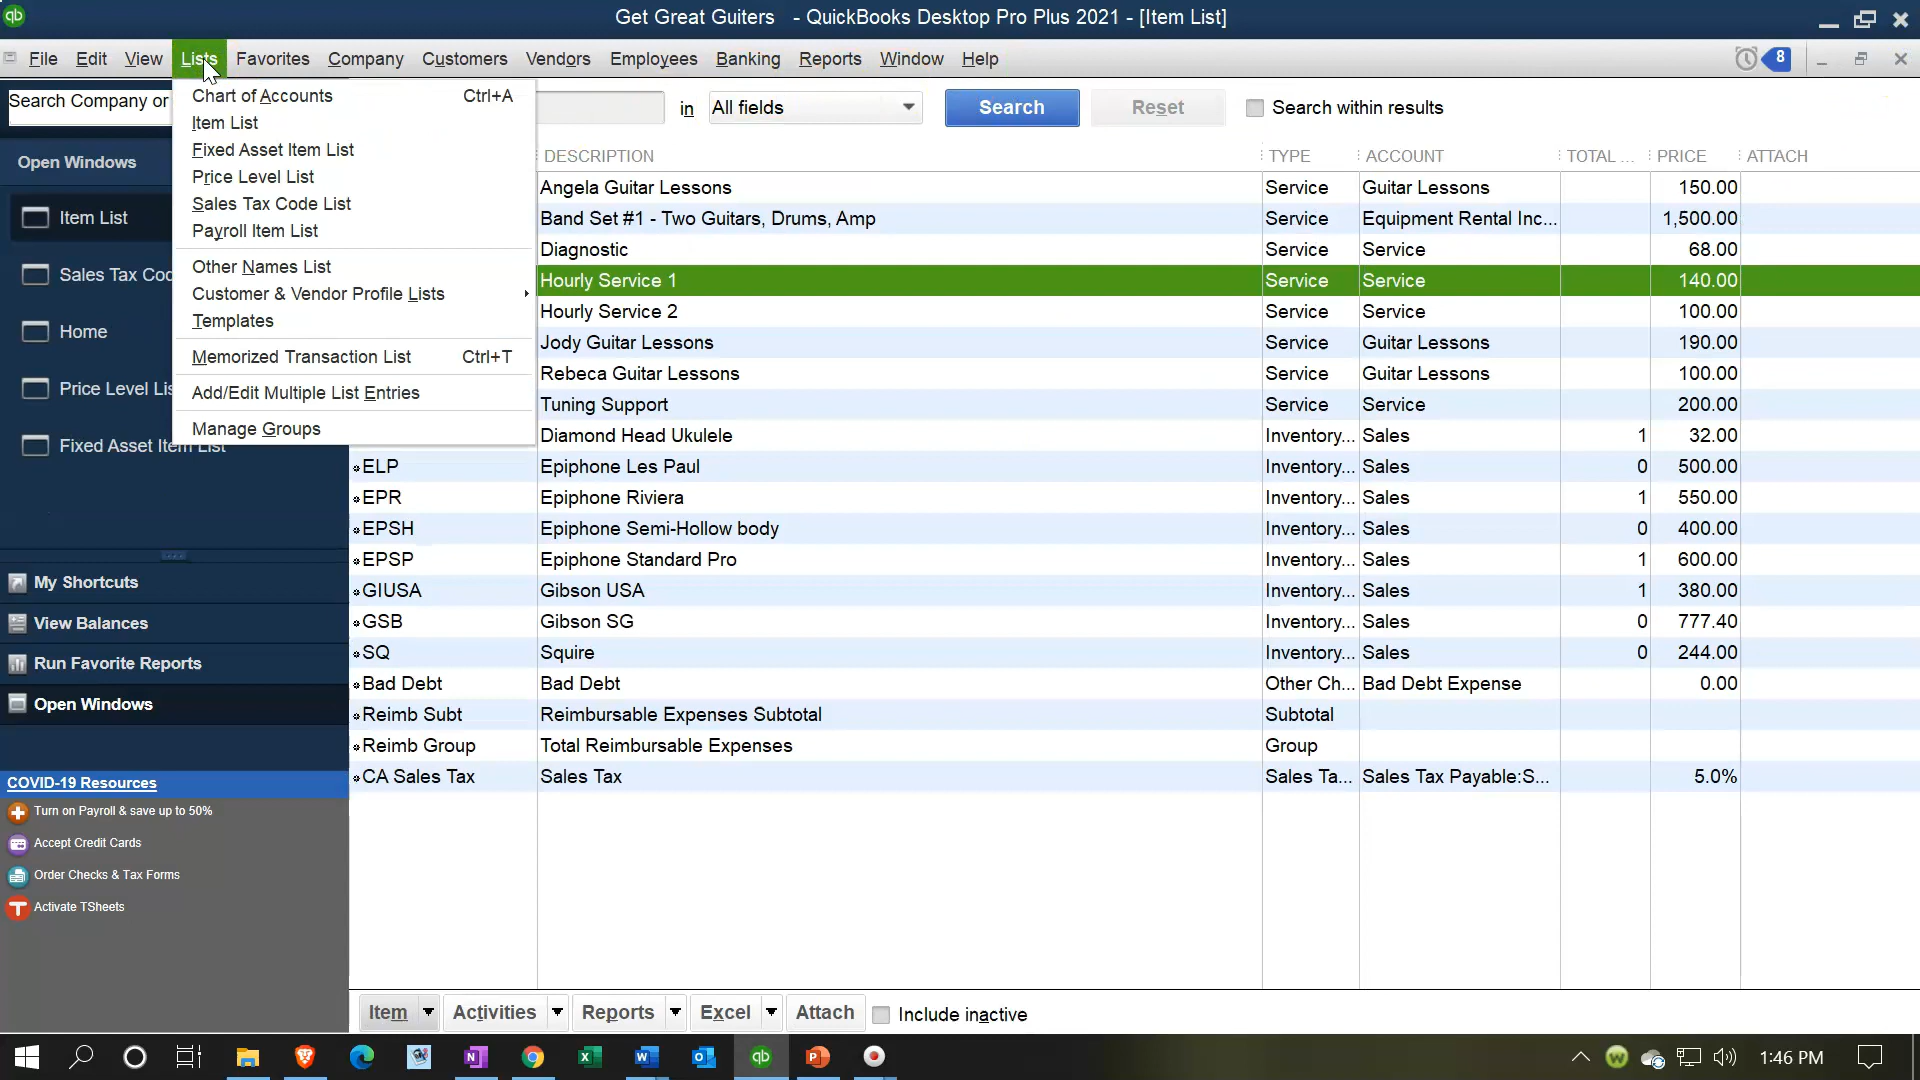 Get Great Guiters - QuickBooks Desktop Pro Plus 2021 - [Item List]
File Edit View Lists Favorites Company Customers Vendors Employees Banking Reports Window Help 8
Search Company or in All fields Search Reset Search within results
Chart of Accounts Ctrl+A
Item List
Fixed Asset Item List
Price Level List
Sales Tax Code List
Payroll Item List
Other Names List
Customer & Vendor Profile Lists
Templates
Memorized Transaction List Ctrl+T
Add/Edit Multiple List Entries
Manage Groups
Open Windows
Item List
Sales Tax Coc
Home
Price Level Lis
Fixed Asset Item List
My Shortcuts
View Balances
Run Favorite Reports
Open Windows
COVID-19 Resources
Turn on Payroll & save up to 50%
Accept Credit Cards
Order Checks & Tax Forms
Activate TSheets
DESCRIPTION TYPE ACCOUNT TOTAL ... PRICE ATTACH
Angela Guitar Lessons Service Guitar Lessons 150.00
Band Set #1 - Two Guitars, Drums, Amp Service Equipment Rental Inc... 1,500.00
Diagnostic Service Service 68.00
Hourly Service 1 Service Service 140.00
Hourly Service 2 Service Service 100.00
Jody Guitar Lessons Service Guitar Lessons 190.00
Rebeca Guitar Lessons Service Guitar Lessons 100.00
Tuning Support Service Service 200.00
Diamond Head Ukulele Inventory... Sales 1 32.00
ELP Epiphone Les Paul Inventory... Sales 0 500.00
EPR Epiphone Riviera Inventory... Sales 1 550.00
EPSH Epiphone Semi-Hollow body Inventory... Sales 0 400.00
EPSP Epiphone Standard Pro Inventory... Sales 1 600.00
GIUSA Gibson USA Inventory... Sales 1 380.00
GSB Gibson SG Inventory... Sales 0 777.40
SQ Squire Inventory... Sales 0 244.00
Bad Debt Bad Debt Other Ch... Bad Debt Expense 0.00
Reimb Subt Reimbursable Expenses Subtotal Subtotal
Reimb Group Total Reimbursable Expenses Group
CA Sales Tax Sales Tax Sales Ta... Sales Tax Payable:S... 5.0%
Item Activities Reports Excel Attach Include inactive
1:46 PM